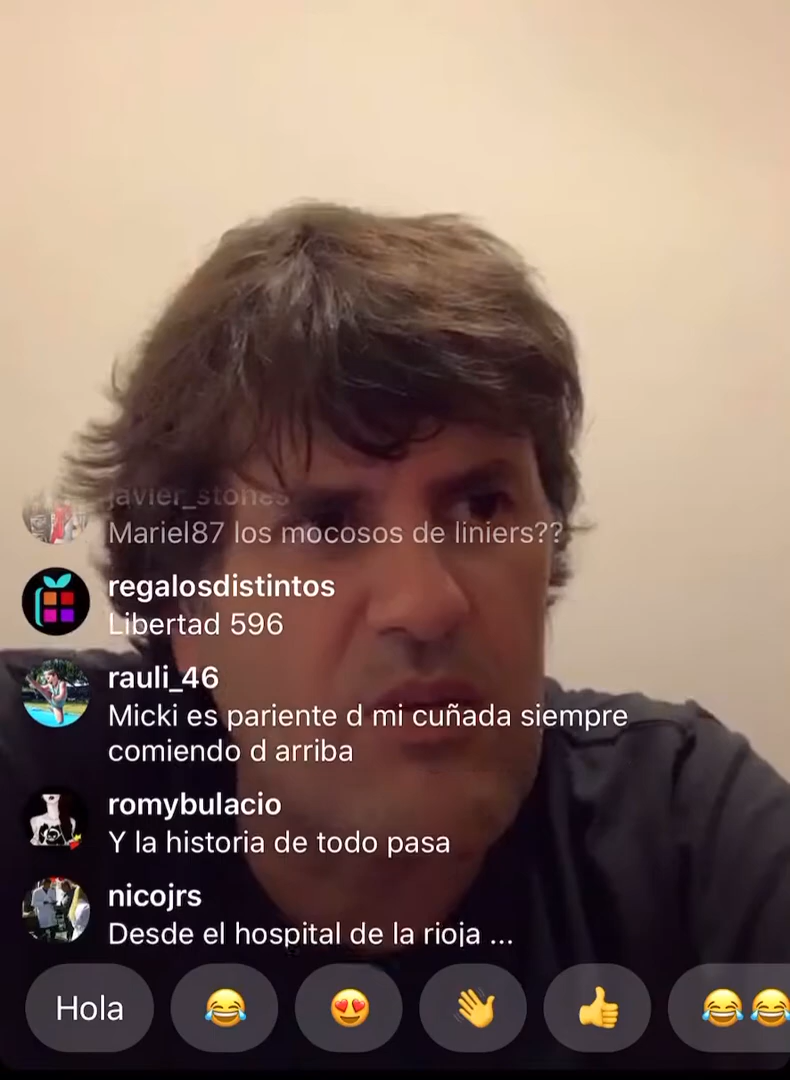 javier_stones
Mariel87 los mocosos de liniers??
regalosdistintos
Libertad 596
rauli_46
Micki es pariente d mi cuñada siempre
comiendo d arriba
romybulacio
Y la historia de todo pasa
nicojrs
Desde el hospital de la rioja ...
Hola